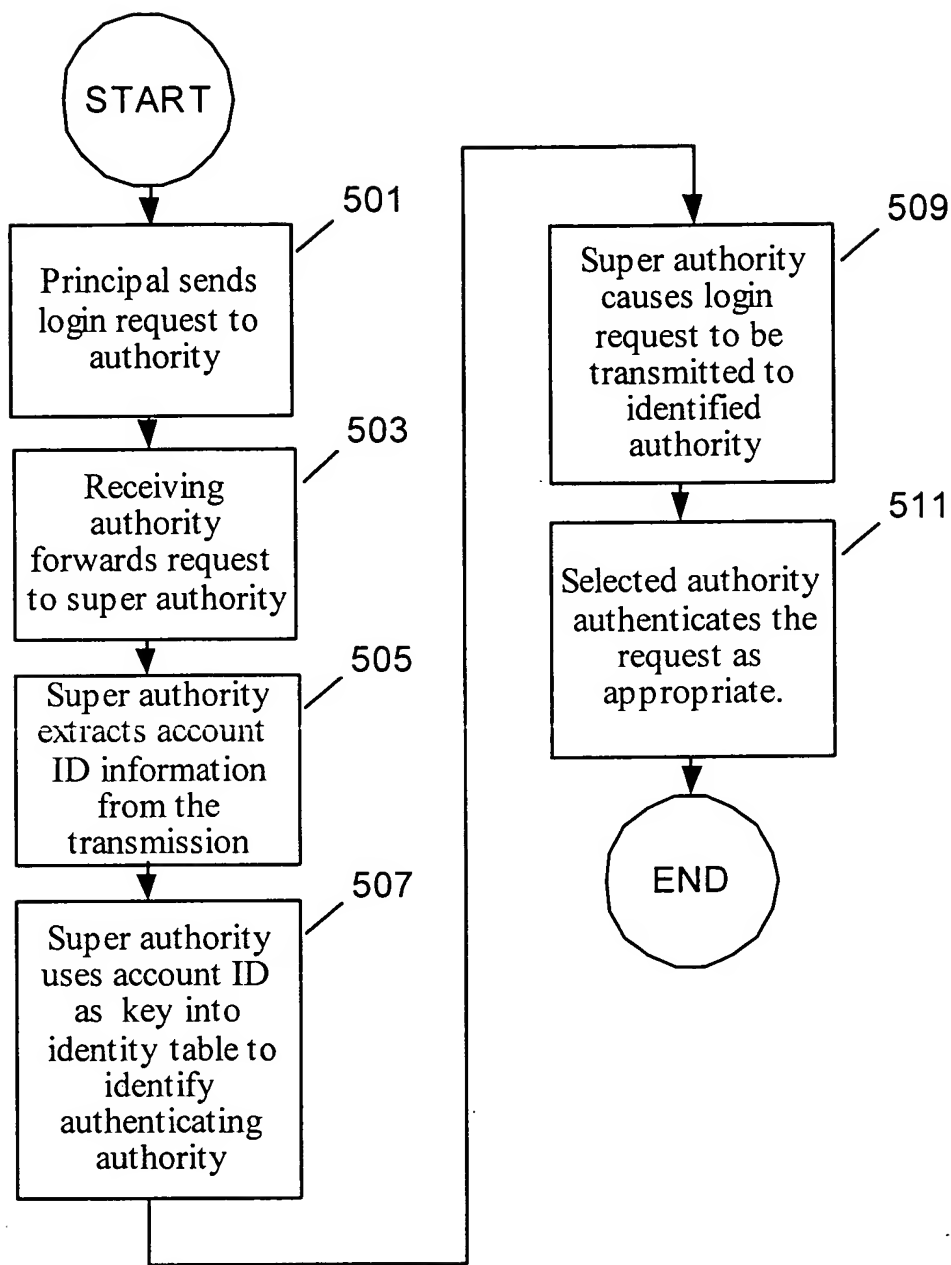 START
501
Principal sends
login request to
authority
503
Receiving
authority
forwards request
to super authority
505
Super authority
extracts account
ID information
from the
transmission
507
Super authority
uses account ID
as key into
identity table to
identify
authenticating
authority
509
Super authority
causes login
request to be
transmitted to
identified
authority
511
Selected authority
authenticates the
request as
appropriate.
END